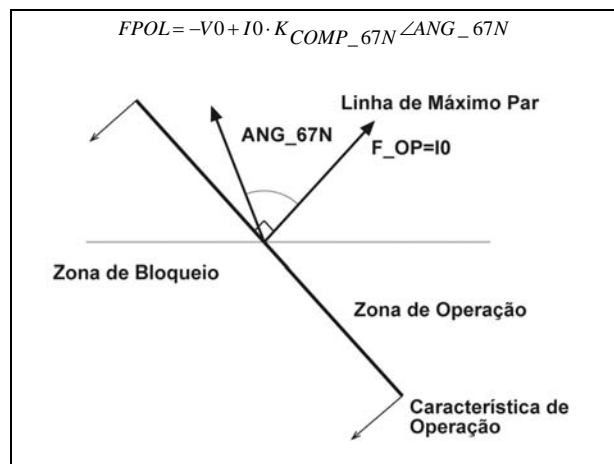 FPOL = −V0 + I0 · K COMP_67N ∠ANG_67N
Linha de Máximo Par
ANG_67N
F_OP=I0
Zona de Bloqueio
Zona de Operação
Característica de
Operação